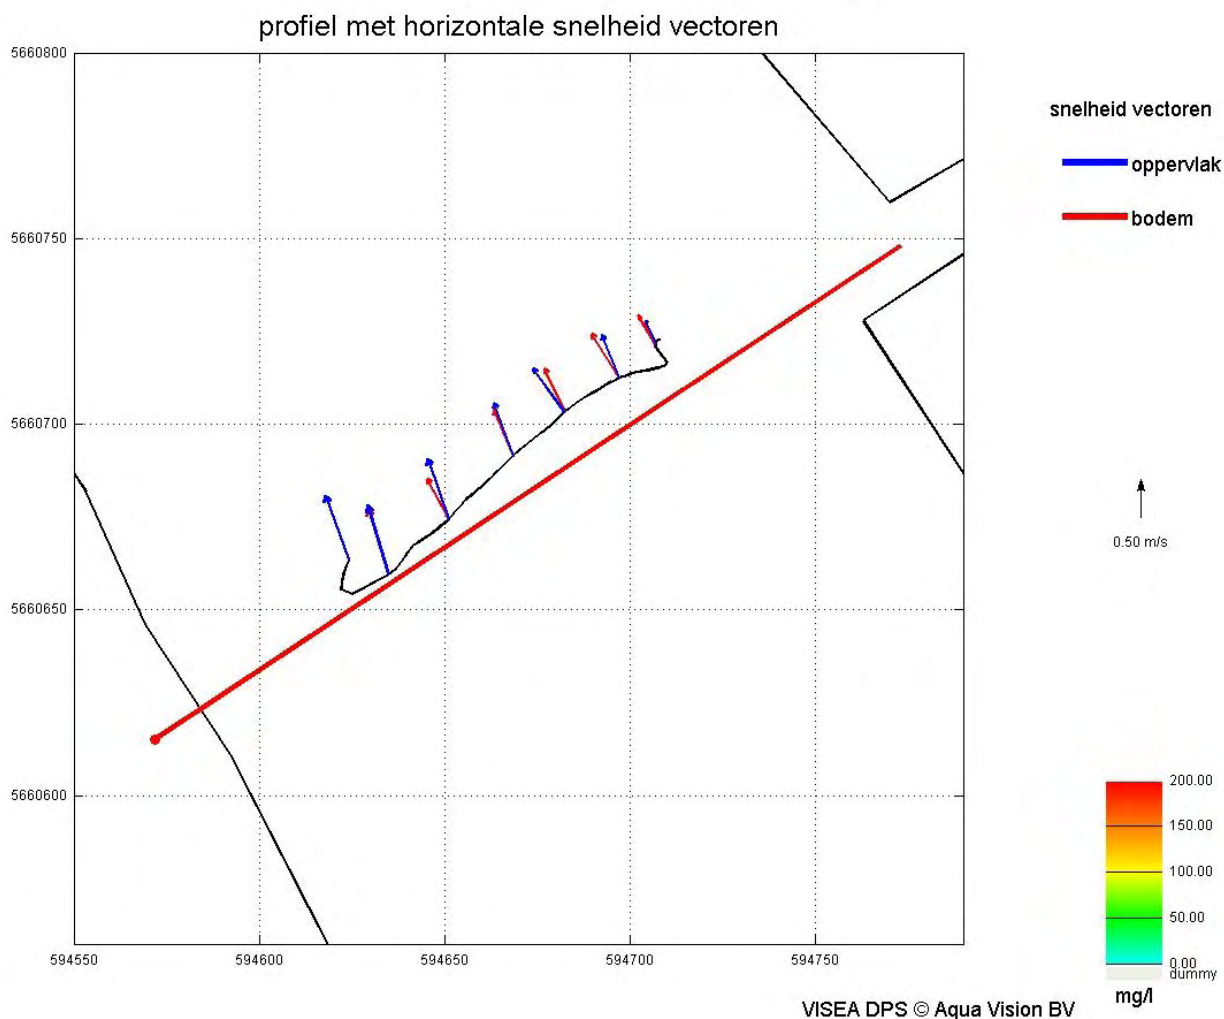 profiel met horizontale snelheid vectoren
5660800
5660750
5660700
5660650
5660600
594550
594600
594650
594700
594750
snelheid vectoren
oppervlak
bodem
0.50 m/s
200.00
150.00
100.00
50.00
0.00
dummy
mg/l
VISEA DPS © Aqua Vision BV